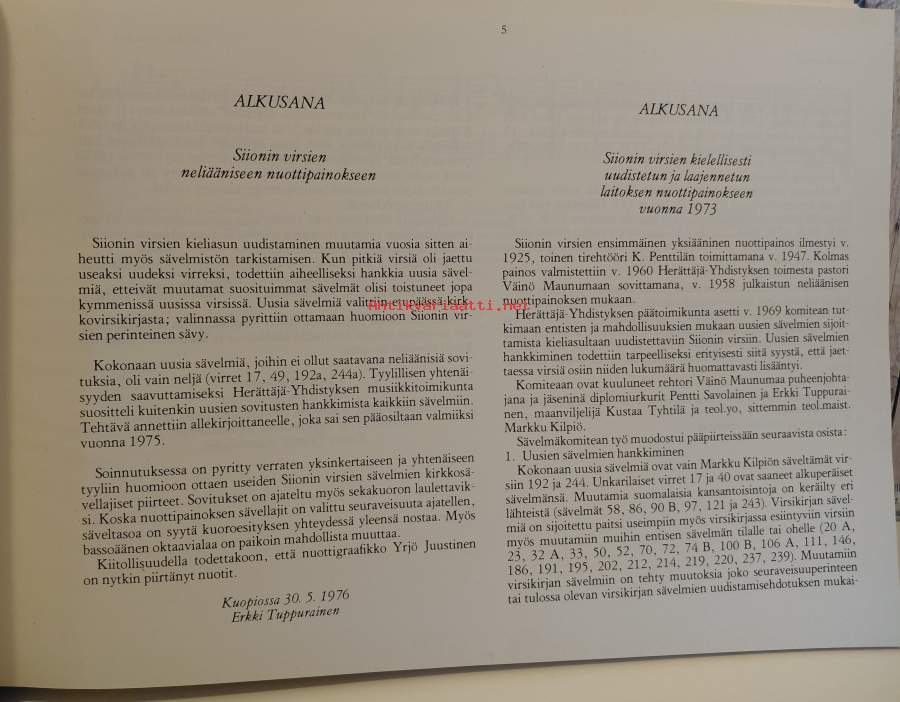 5
ALKUSANA
Siionin virsien
neliääniseen nuottipainokseen
Siionin virsien kieliasun uudistaminen muutamia vuosia sitten ai-
heutti myös sävelmistön tarkistamisen. Kun pitkiä virsiä oli jaettu
useaksi uudeksi virreksi, todettiin aiheelliseksi hankkia uusia sävel-
miä, etteivät muutamat suosituimmat sävelmät olisi toistuneet jopa
kymmenissä uusissa virsissä. Uusia sävelmiä valittiin etupäässä kirk-
kovirsikirjasta; valinnassa pyrittiin ottamaan huomioon Siionin vir-
sien perinteinen sävy.
Kokonaan uusia sävelmiä, joihin ei ollut saatavana neliäänisiä sovi-
tuksia, oli vain neljä (virret 17, 49, 192a, 244a). Tyylillisen yhtenäi-
syyden saavuttamiseksi Herättäjä-Yhdistyksen musiikkitoimikunta
suositteli kuitenkin uusien sovitusten hankkimista kaikkiin sävelmiin.
Tehtävä annettiin allekirjoittaneelle, joka sai sen pääosiltaan valmiiksi
vuonna 1975.
Soinnutuksessa on pyritty verraten yksinkertaiseen ja yhtenäiseen
tyyliin huomioon ottaen useiden Siionin virsien sävelmien kirkkosä-
vellajiset piirteet. Sovitukset on ajateltu myös sekakuoron laulettavik-
si. Koska nuottipainoksen sävellajit on valittu seuraveisuuta ajatellen,
säveltasoa on syytä kuoroesityksen yhteydessä yleensä nostaa. Myös
bassoäänen oktaavialaa on paikoin mahdollista muuttaa.
Kiitollisuudella todettakoon, että nuottigraafikko Yrjö Juustinen
on nytkin piirtänyt nuotit.
Kuopiossa 30. 5. 1976
Erkki Tuppurainen
ALKUSANA
Siionin virsien kielellisesti
uudistetun ja laajennetun
laitoksen nuottipainokseen
vuonna 1973
Siionin virsien ensimmäinen yksiääninen nuottipainos ilmestyi v.
1925, toinen tirehtööri K. Penttilän toimittamana v. 1947. Kolmas
painos valmistettiin v. 1960 Herättäjä-Yhdistyksen toimesta pastori
Väinö Maunumaan sovittamana, v. 1958 julkaistun neliäänisen
nuottipainoksen mukaan.
Herättäjä-Yhdistyksen päätoimikunta asetti v. 1969 komitean tut-
kimaan entisten ja mahdollisuuksien mukaan uusien sävelmien sijoit-
tamista kieliasultaan uudistettaviin Siionin virsiin. Uusien sävelmien
hankkiminen todettiin tarpeelliseksi erityisesti siitä syystä, että jaet-
taessa virsiä osiin niiden lukumäärä huomattavasti lisääntyi.
Komiteaan ovat kuuluneet rehtori Väinö Maunumaa puheenjohta-
jana ja jäseninä diplomiurkurit Pentti Savolainen ja Erkki Tuppurai-
nen, maanviljelijä Kustaa Tyhtilä ja teol.yo, sittemmin teol.maist.
Markku Kilpiö.
Sävelmäkomitean työ muodostui pääpiirteissään seuraavista osista:
1. Uusien sävelmien hankkiminen
Kokonaan uusia sävelmiä ovat vain Markku Kilpiön säveltämät vir-
siin 192 ja 244. Unkarilaiset virret 17 ja 40 ovat saaneet alkuperäiset
sävelmänsä. Muutamia suomalaisia kansantoisintoja on keräilty eri
lähteistä (sävelmät 58, 86, 90 B, 97, 121 ja 243). Virsikirjan sävel-
miä on sijoitettu paitsi useimpiin myös virsikirjassa esiintyviin virsiin
myös muutamiin muihin entisen sävelmän tilalle tai ohelle (20 A,
23, 32 A, 33, 50, 52, 70, 72, 74 B, 100 B, 106 A, 111, 146,
186, 191, 195, 202, 212, 214, 219, 220, 237, 239). Muutamiin
virsikirjan sävelmiin on tehty muutoksia joko seuraveisuuperinteen
tai tulossa olevan virsikirjan sävelmien uudistamisehdotuksen mukai-
Antikvariaatti.net